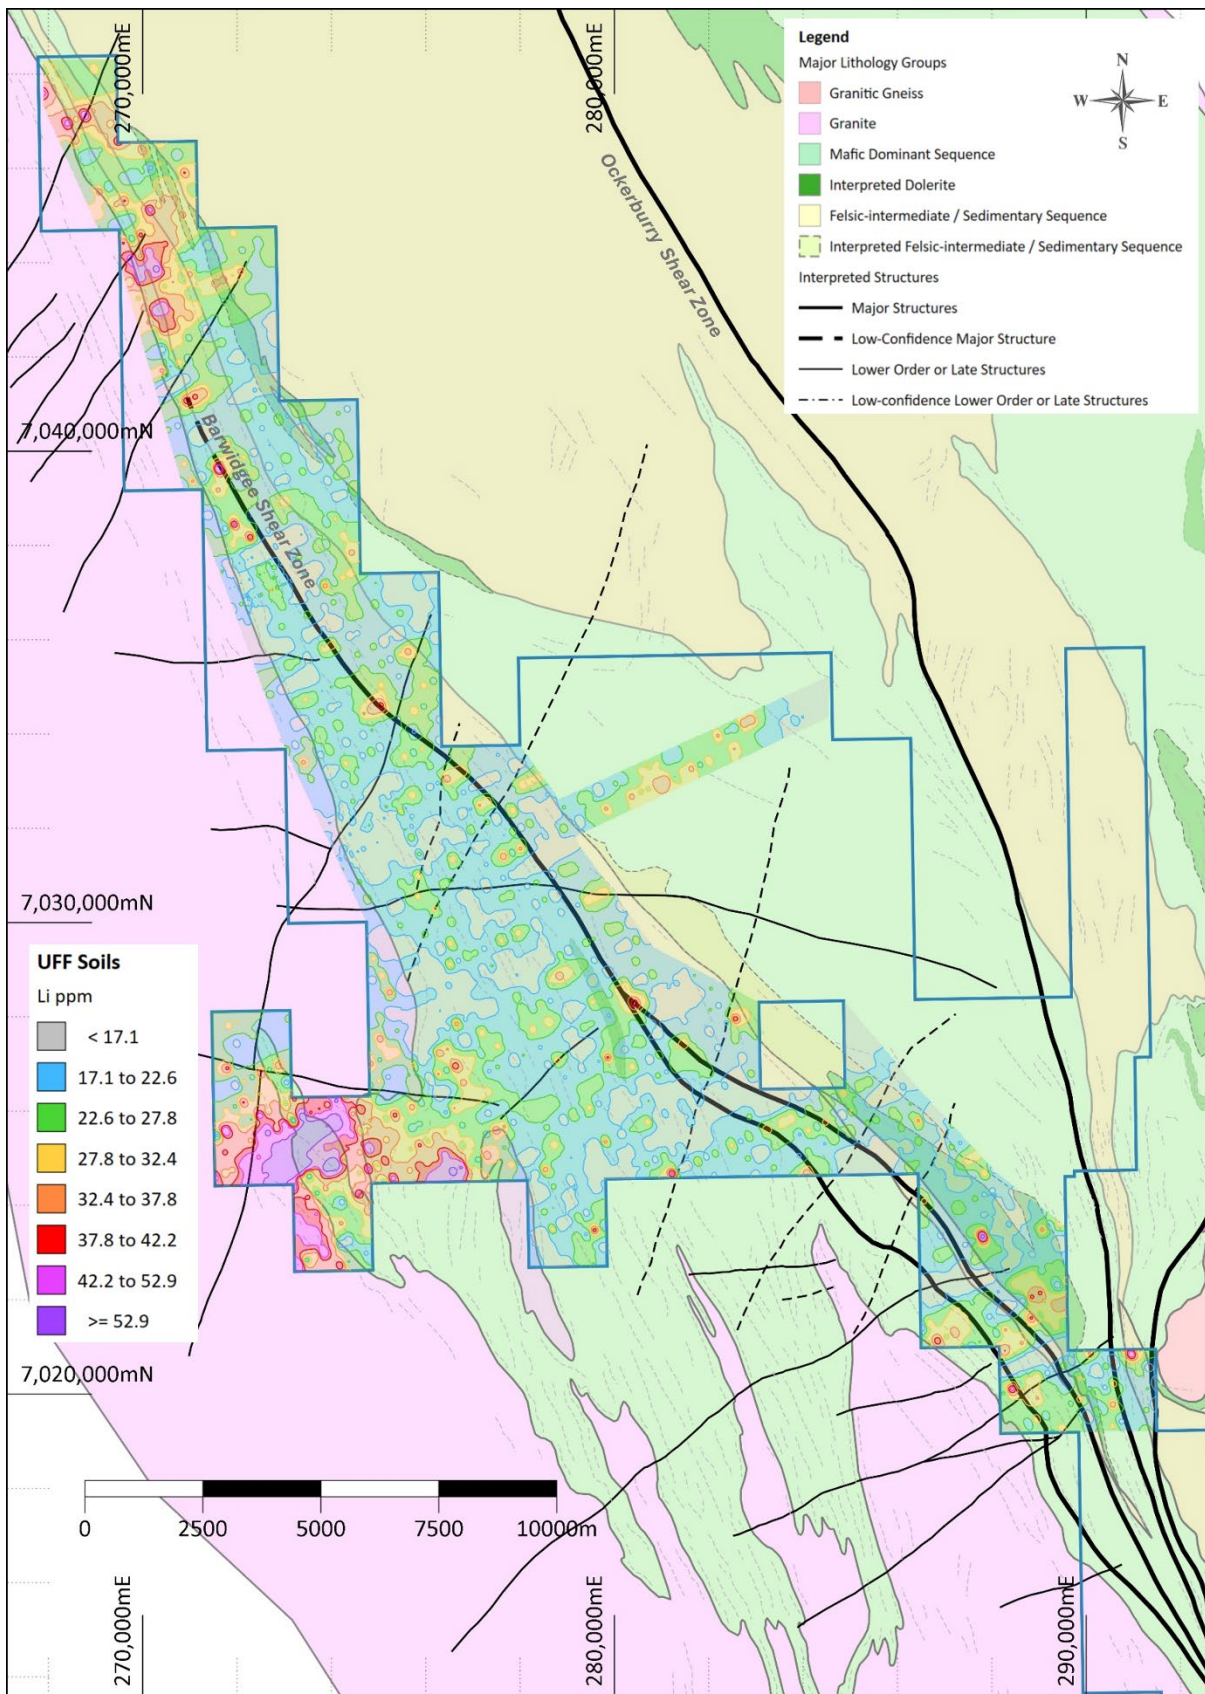 270,000mE
280,000mE
Legend
Major Lithology Groups
Granitic Gneiss
Granite
Mafic Dominant Sequence
Interpreted Dolerite
Felsic-intermediate / Sedimentary Sequence
Interpreted Felsic-intermediate / Sedimentary Sequence
Interpreted Structures
Major Structures
Low-Confidence Major Structure
Lower Order or Late Structures
Low-confidence Lower Order or Late Structures
N
W
E
S
Ockerburry Shear Zone
7,040,000mN
Barwidgee Shear Zone
7,030,000mN
UFF Soils
Li ppm
< 17.1
17.1 to 22.6
22.6 to 27.8
27.8 to 32.4
32.4 to 37.8
37.8 to 42.2
42.2 to 52.9
>= 52.9
7,020,000mN
0
2500
5000
7500
10000m
270,000mE
280,000mE
290,000mE